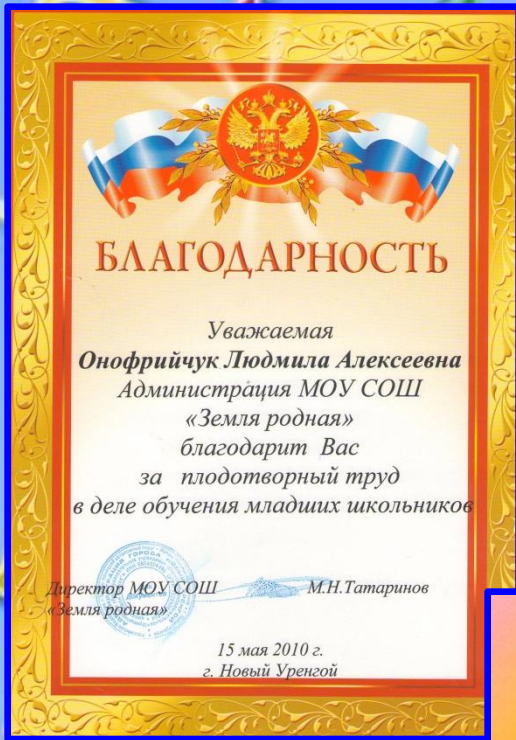 БЛАГОДАРНОСТЬ
Уважаемая
Онофрийчук Людмила Алексеевна
Администрация МОУ СОШ
«Земля родная»
благодарит Вас
за плодотворный труд
в деле обучения младших школьников
Директор МОУ СОШ М.Н.Татаринов
«Земля родная»
15 мая 2010 г.
г. Новый Уренгой